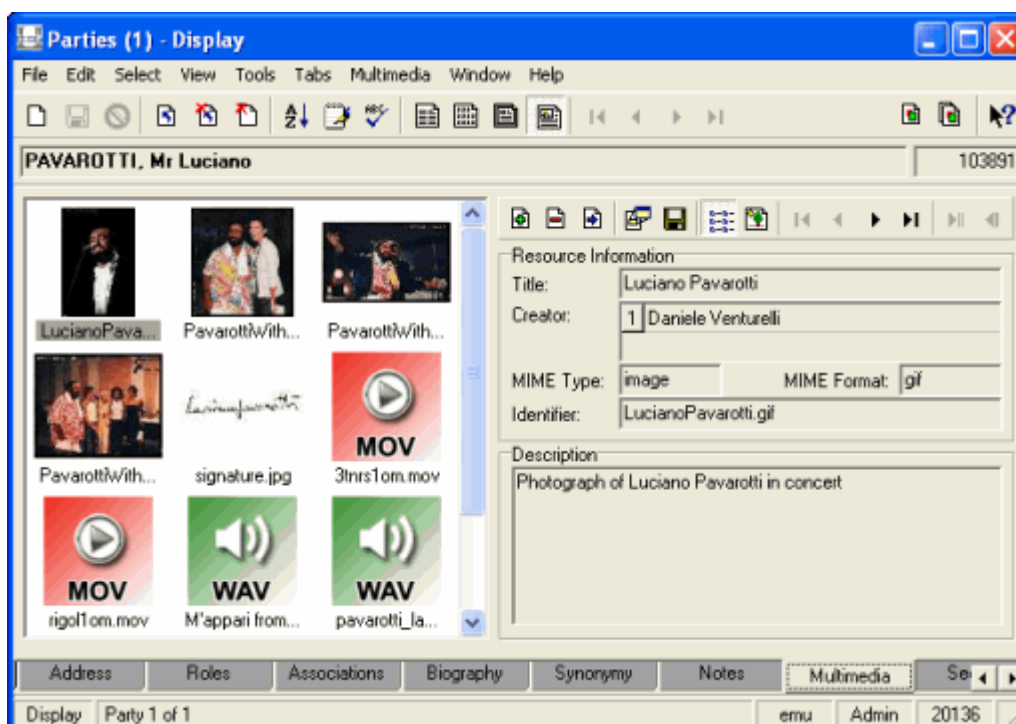 Parties (1) - Display
File Edit Select View Tools Tabs Multimedia Window Help
PAVAROTTI, Mr Luciano 103891
LucianoPava... PavarottiWith... PavarottiWith...
MOV
PavarottiWith... signature.jpg 3tnrs1om.mov
MOV WAV WAV
rigol1om.mov M'appari from... pavarotti_la...
Resource Information
Title: Luciano Pavarotti
Creator: 1 Daniele Venturelli
MIME Type: image MIME Format: gif
Identifier: LucianoPavarotti.gif
Description
Photograph of Luciano Pavarotti in concert
Address Roles Associations Biography Synonymy Notes Multimedia Se
Display Party 1 of 1 emu Admin 20136